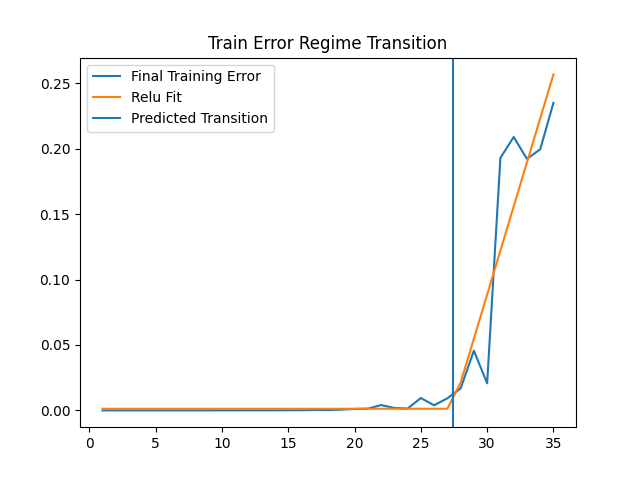 Train Error Regime Transition
Final Training Error
Relu Fit
Predicted Transition
0.25
0.20
0.15
0.10
0.05
0.00
0 5 10 15 20 25 30 35